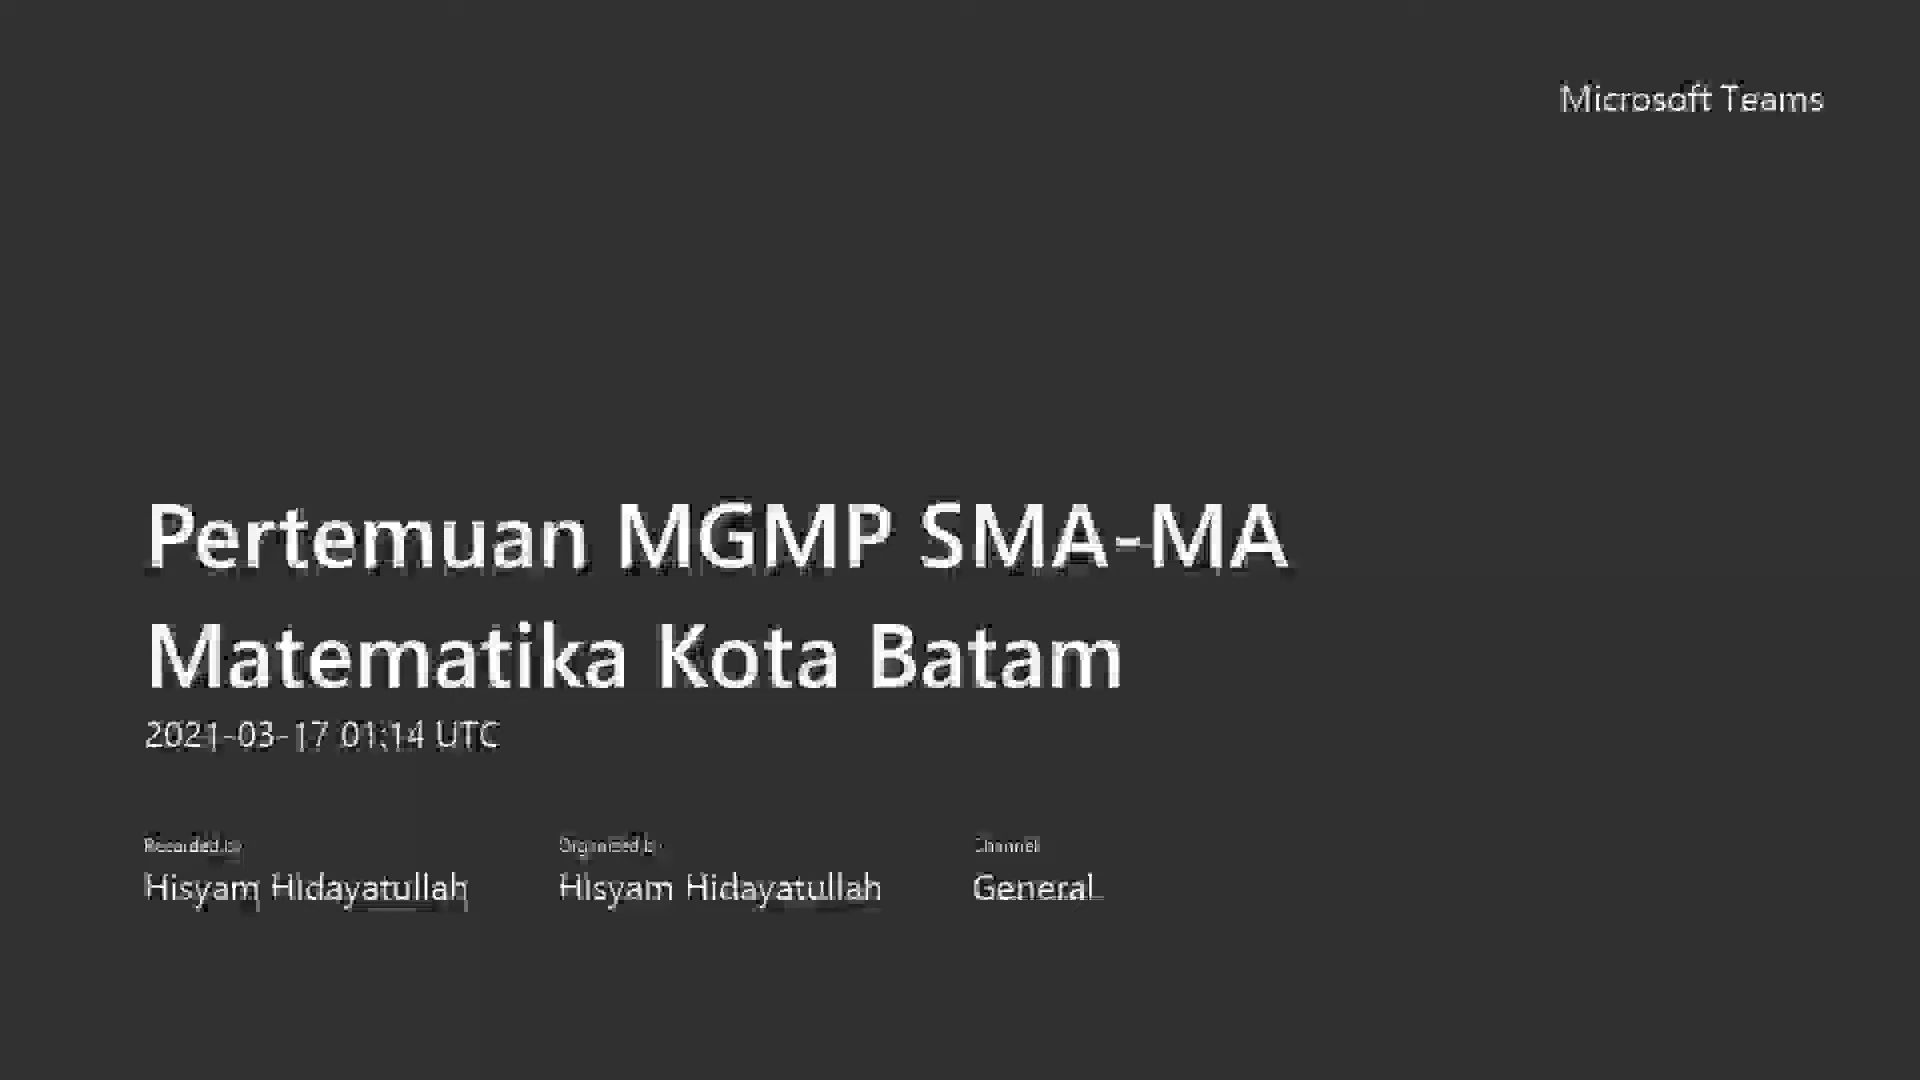 Microsoft Teams
Pertemuan MGMP SMA-MA
Matematika Kota Batam
2021-03-17 01:14 UTC
Recorded by
Organized by
Channel
Hisyam Hidayatullah
Hisyam Hidayatullah
General